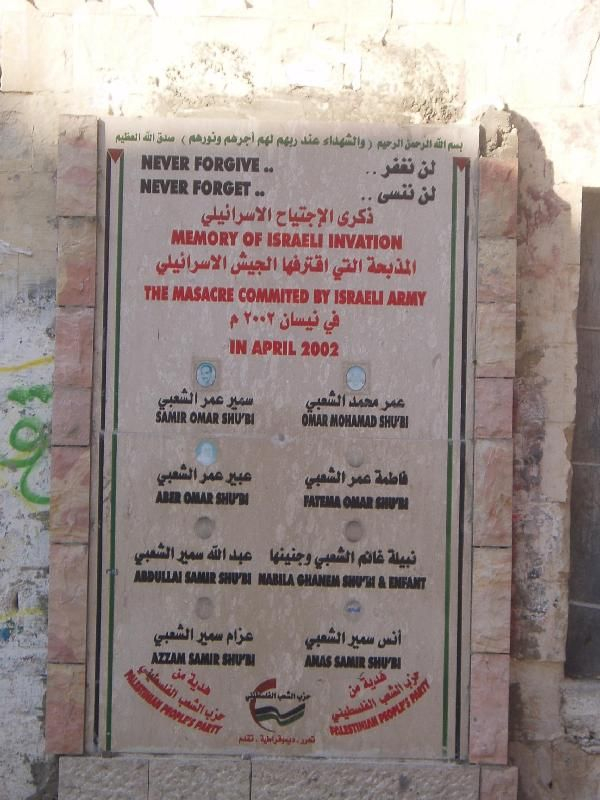 بسم الله الرحمن الرحيم ( والشهداء عند ربهم لهم أجرهم ونورهم ) صدق الله العظيم
NEVER FORGIVE .. لن نغفر ..
NEVER FORGET .. لن ننسى ..
ذكرى الإجتياح الاسرائيلي
MEMORY OF ISRAELI INVATION
المذبحة التي اقترفها الجيش الاسرائيلي
THE MASACRE COMMITED BY ISRAELI ARMY
في نيسان ٢٠٠٢ م
IN APRIL 2002
سمير عمر الشعبي عمر محمد الشعبي
SAMIR OMAR SHU'BI OMAR MOHAMAD SHU'BI
عبير عمر الشعبي فاطمة عمر الشعبي
ABER OMAR SHU'BI FATEMA OMAR SHU'BI
عبد الله سمير الشعبي نبيلة غانم الشعبي وجنينها
ABDULLAI SAMIR SHU'BI NABILA GHANEM SHU'BI & ENFANT
عزام سمير الشعبي أنس سمير الشعبي
AZZAM SAMIR SHU'BI ANAS SAMIR SHU'BI
هدية من
حزب الشعب الفلسطيني
PALESTINIAN PEOPLE'S PARTY
حزب الشعب الفلسطيني
تحرر . ديموقراطية . تقدم
هدية من
حزب الشعب الفلسطيني
PALESTINIAN PEOPLE'S PARTY